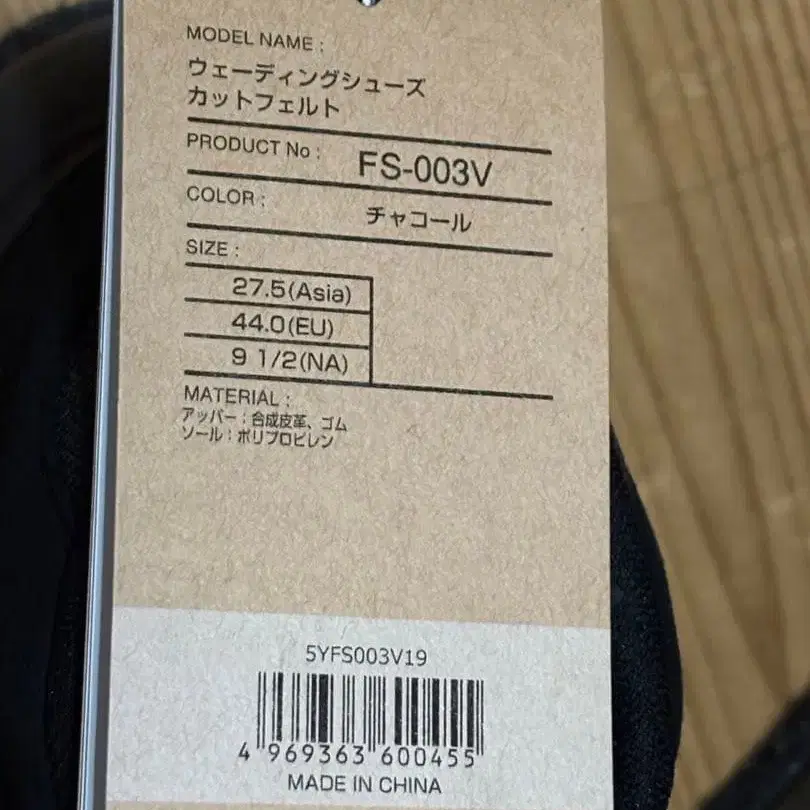 MODEL NAME :
ウェーディングシューズ
カットフェルト
PRODUCT No : FS-003V
COLOR : チャコール
SIZE :
27.5(Asia)
44.0(EU)
9 1/2(NA)
MATERIAL :
アッパー：合成皮革、ゴム
ソール：ポリプロピレン
5YFS003V19
4 969363 600455
MADE IN CHINA